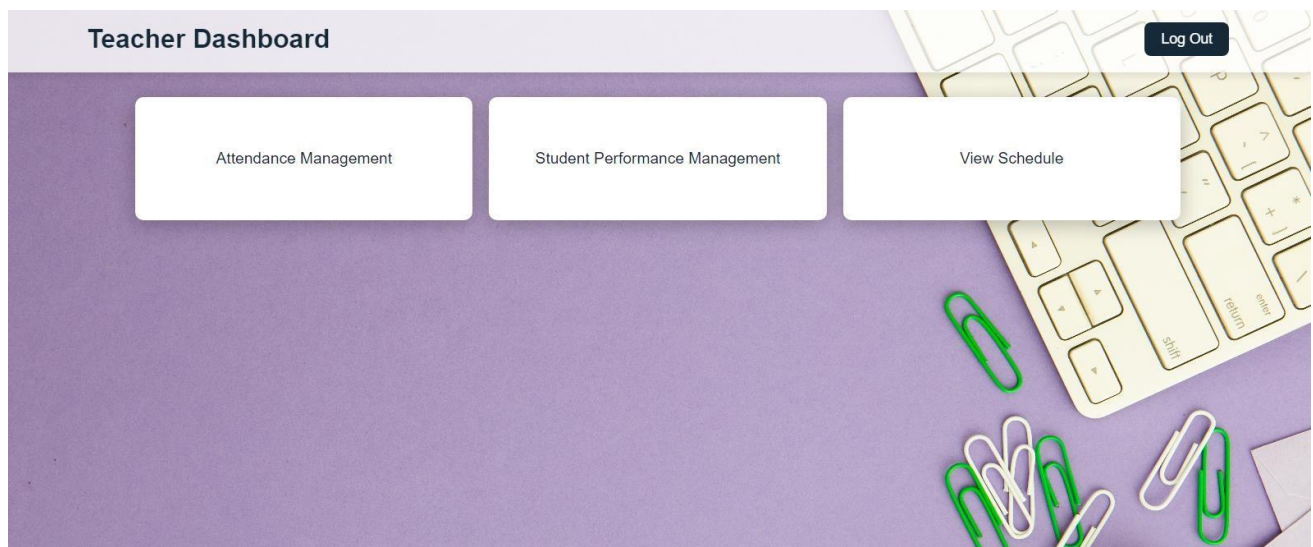 Teacher Dashboard
Log Out
Attendance Management
Student Performance Management
View Schedule
shift
return
enter